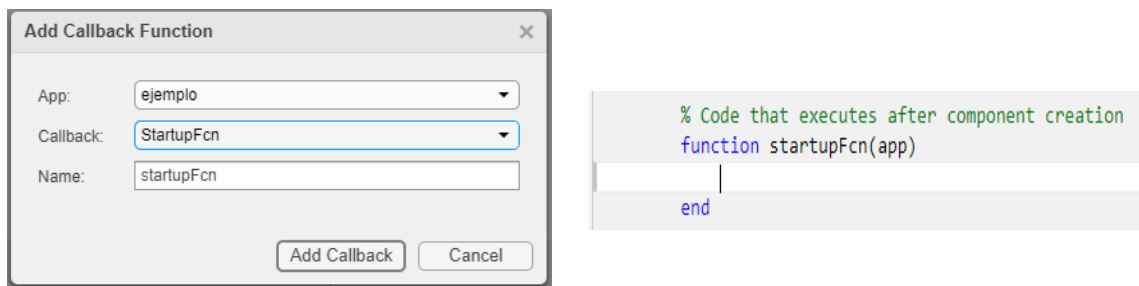 Add Callback Function ×
App: ejemplo
Callback: StartupFcn
Name: startupFcn
Add Callback Cancel
% Code that executes after component creation
function startupFcn(app)
end